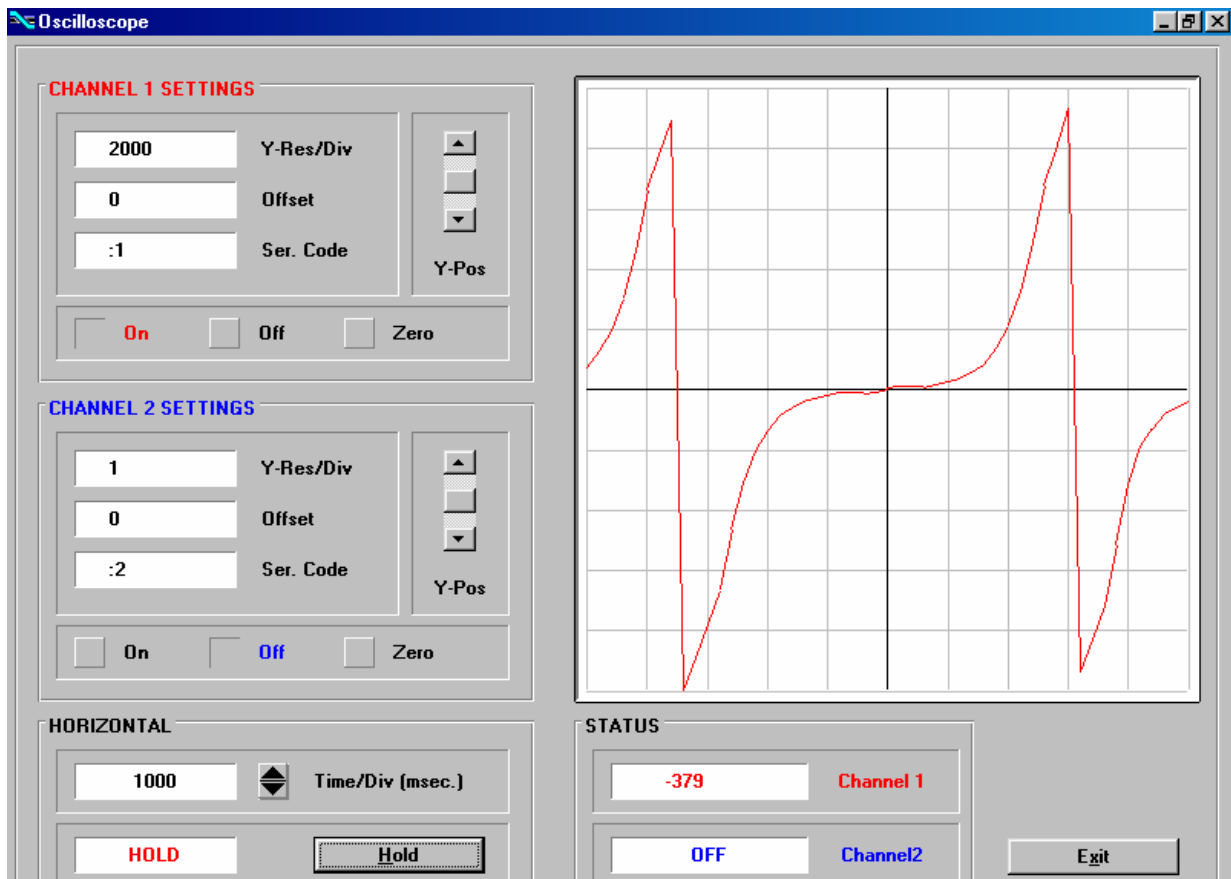 Oscilloscope
CHANNEL 1 SETTINGS
2000 Y-Res/Div
0 Offset
:1 Ser. Code
Y-Pos
On Off Zero
CHANNEL 2 SETTINGS
1 Y-Res/Div
0 Offset
:2 Ser. Code
Y-Pos
On Off Zero
HORIZONTAL
1000 Time/Div (msec.)
HOLD Hold
STATUS
-379 Channel 1
OFF Channel2
Exit